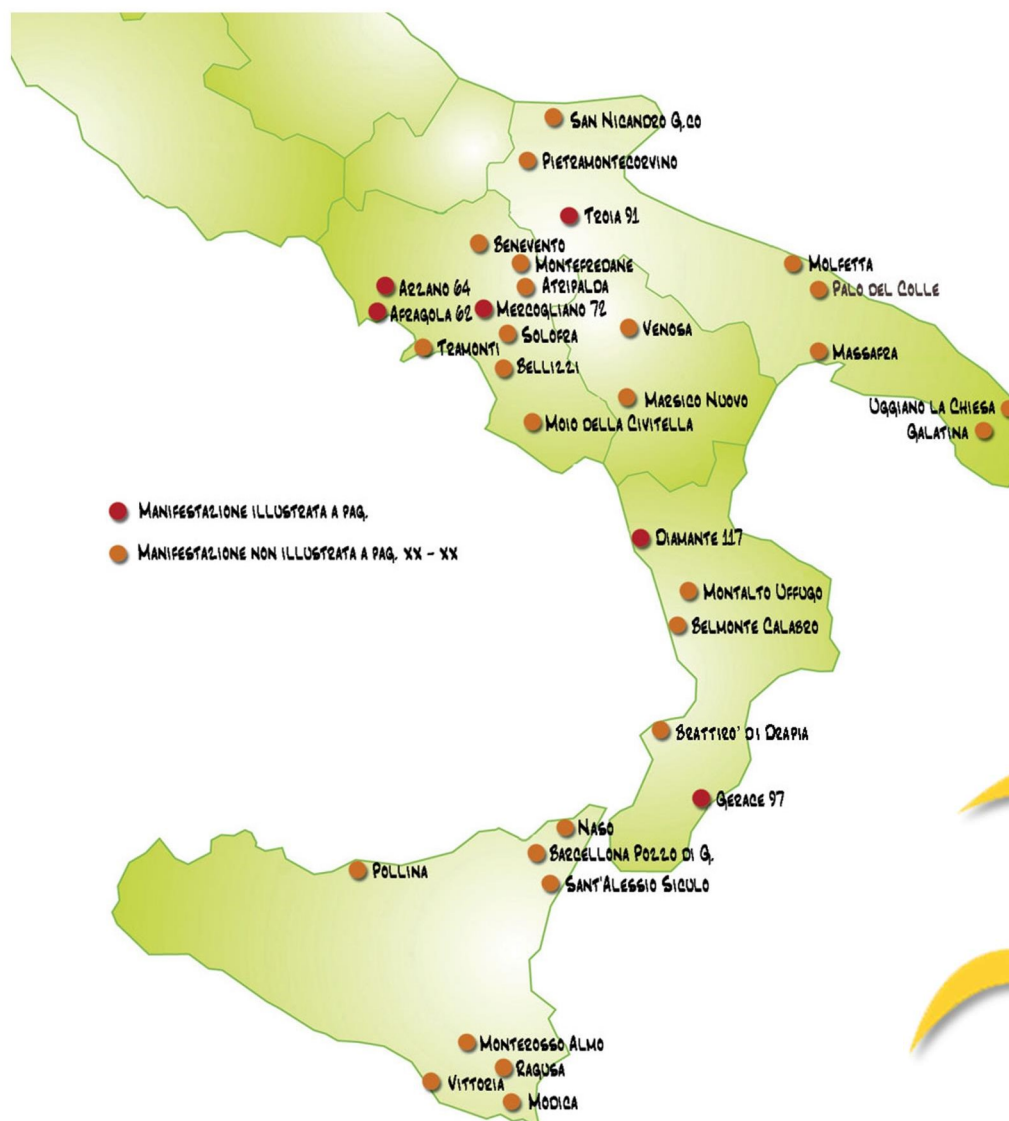 San Nicandro G.co
Pietramontecorvino
Troia 91
Benevento
Montefredane
Molfetta
Arzano 64
Atripalda
Palo del Colle
Afragola 62
Mercogliano 72
Solofra
Venosa
Tramonti
Massafra
Bellizzi
Marsico Nuovo
Uggiano la Chiesa
Moio della Civitella
Galatina
Manifestazione illustrata a pag.
Manifestazione non illustrata a pag. xx - xx
Diamante 117
Montalto Uffugo
Belmonte Calabro
Brattiro' di Drapia
Gerace 97
Naso
Barcellona Pozzo di G.
Pollina
Sant'Alessio Siculo
Monterosso Almo
Ragusa
Vittoria
Modica